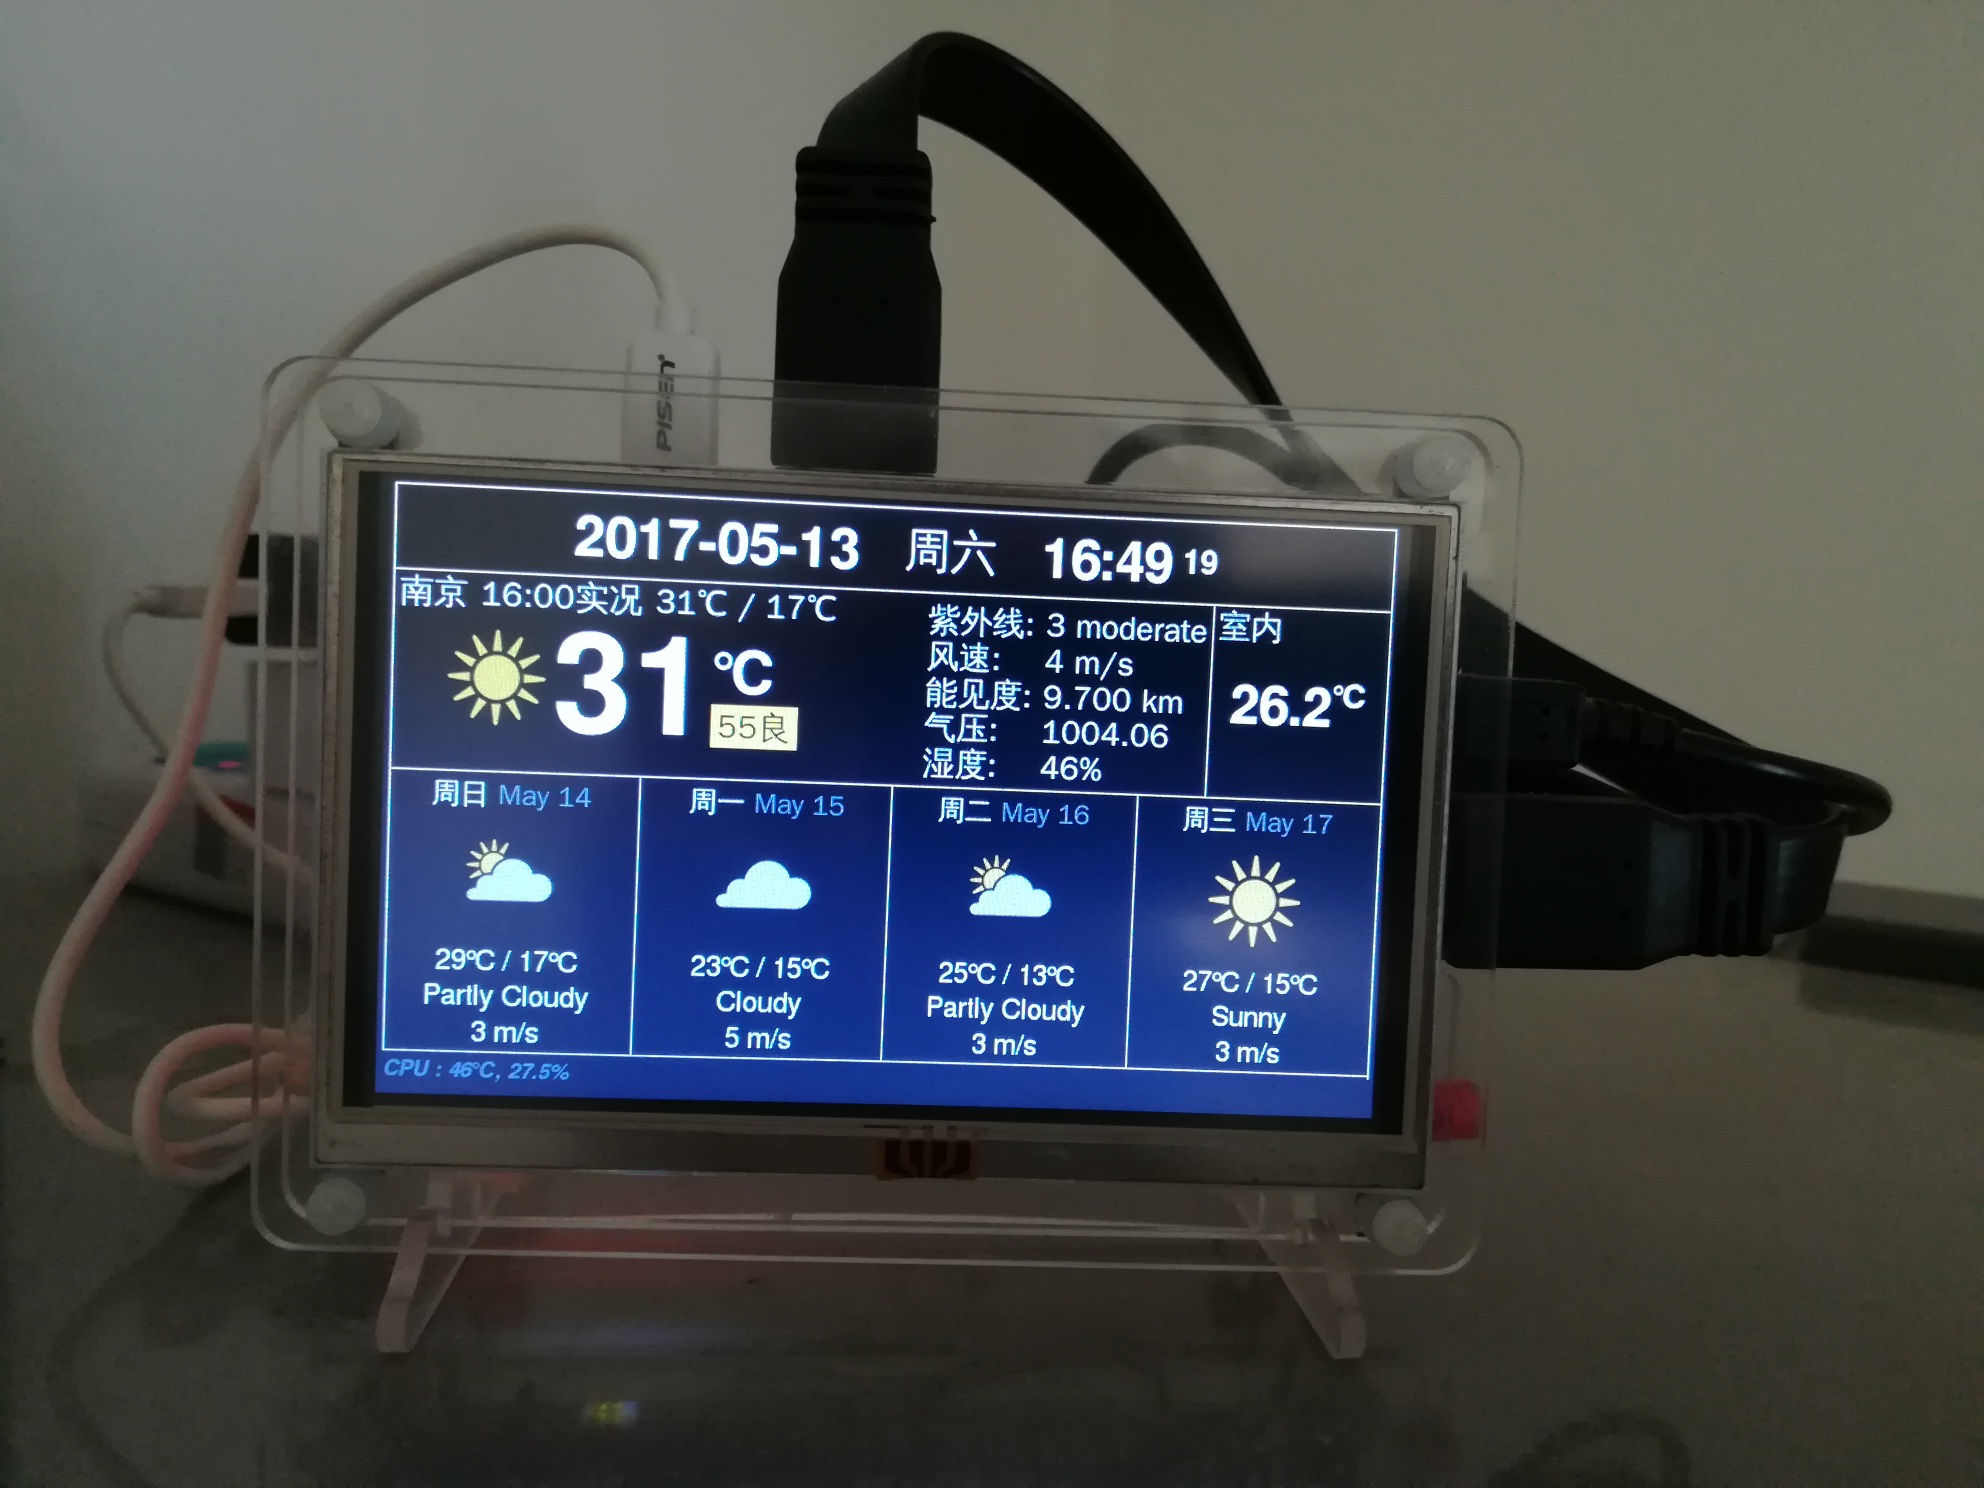 PISEN
2017-05-13 周六 16:49 19
南京 16:00实况 31℃ / 17℃
31 ℃
55良
紫外线: 3 moderate
风速: 4 m/s
能见度: 9.700 km
气压: 1004.06
湿度: 46%
室内
26.2℃
周日 May 14
29℃ / 17℃
Partly Cloudy
3 m/s
周一 May 15
23℃ / 15℃
Cloudy
5 m/s
周二 May 16
25℃ / 13℃
Partly Cloudy
3 m/s
周三 May 17
27℃ / 15℃
Sunny
3 m/s
CPU : 46℃, 27.5%